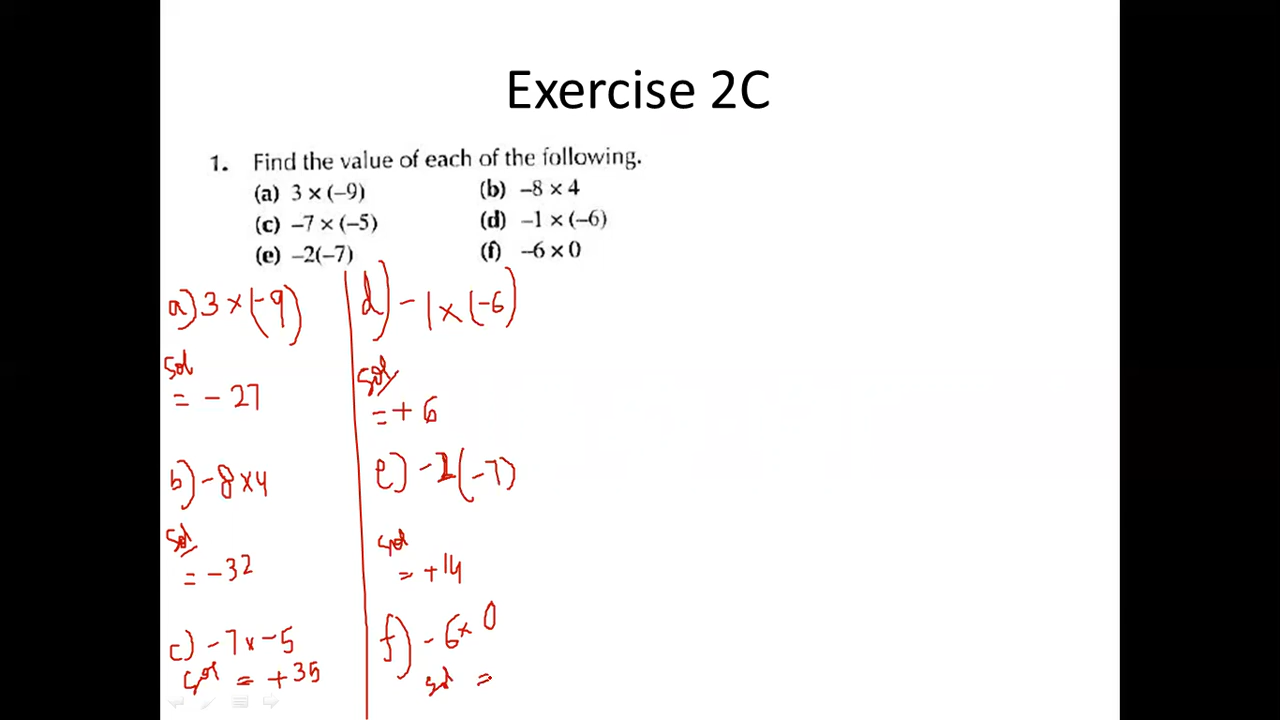 Exercise 2C
1. Find the value of each of the following.
(a) 3 × (–9) (b) –8 × 4
(c) –7 × (–5) (d) –1 × (–6)
(e) –2(–7) (f) –6 × 0
a) 3 × (-9)
Sol
= - 27
b) -8 × 4
Sol
= -32
c) -7 × -5
Sol = +35
d) - 1 × (-6)
Sol
= + 6
e) -2(-7)
Sol
= +14
f) - 6 × 0
Sol =